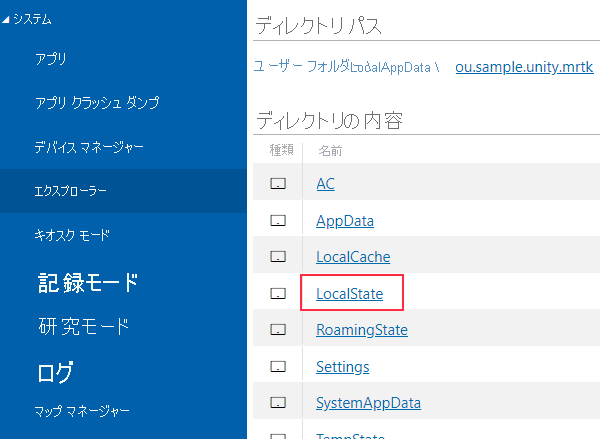 システム
アプリ
アプリ クラッシュ ダンプ
デバイス マネージャー
エクスプローラー
キオスク モード
記録モード
研究モード
ログ
マップ マネージャー
ディレクトリ パス
ユーザー フォルダ\LocalAppData \ ou.sample.unity.mrtk
ディレクトリの内容
種類 名前
AC
AppData
LocalCache
LocalState
RoamingState
Settings
SystemAppData
TempState